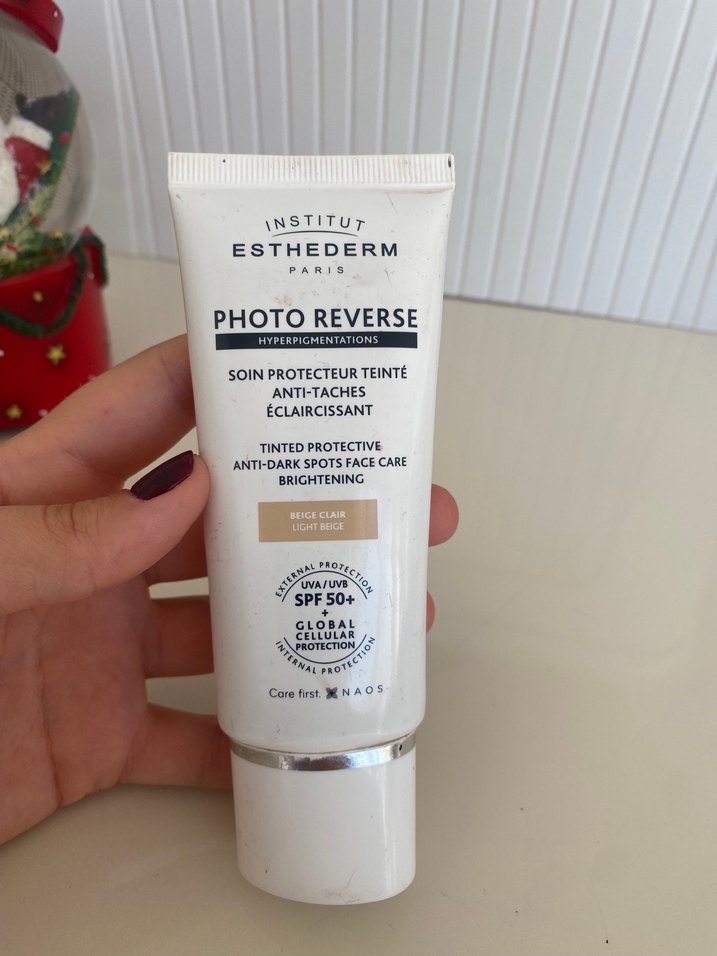 INSTITUT
ESTHEDERM
PARIS
PHOTO REVERSE
HYPERPIGMENTATIONS
SOIN PROTECTEUR TEINTÉ
ANTI-TACHES
ÉCLAIRCISSANT
TINTED PROTECTIVE
ANTI-DARK SPOTS FACE CARE
BRIGHTENING
BEIGE CLAIR
LIGHT BEIGE
EXTERNAL PROTECTION
UVA / UVB
SPF 50+
+
GLOBAL
CELLULAR
PROTECTION
INTERNAL PROTECTION
Care first. NAOS